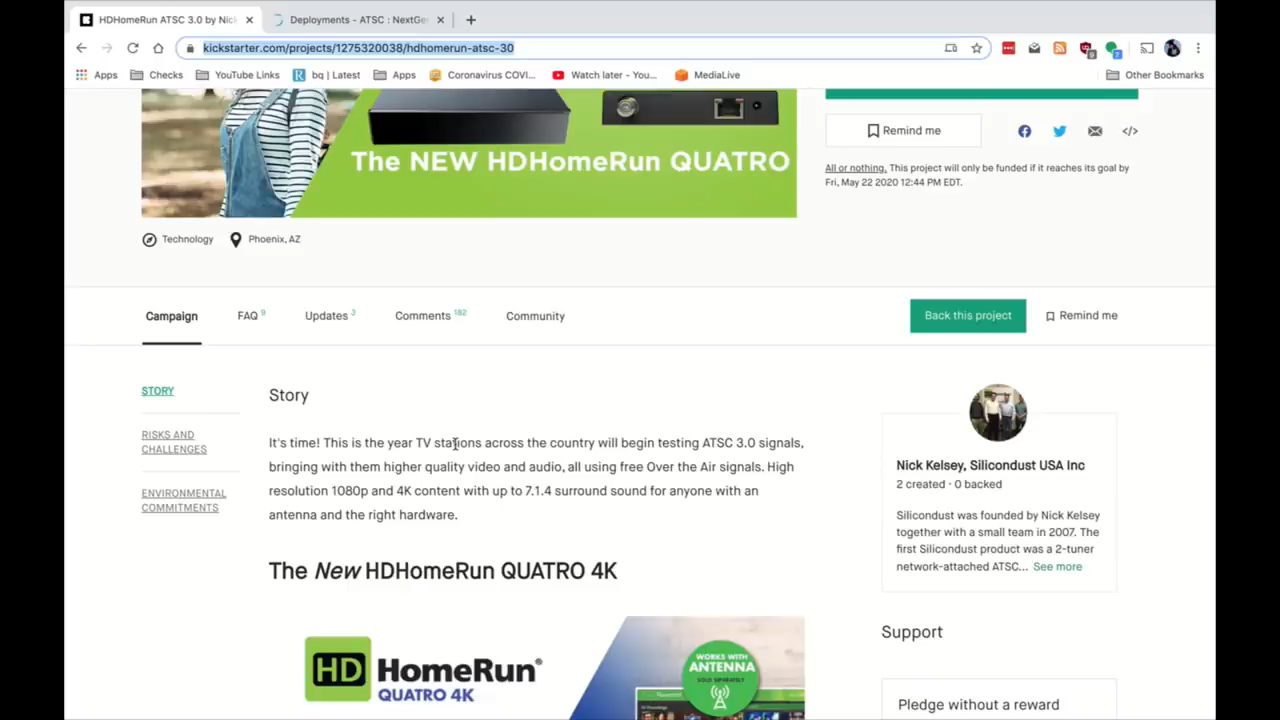 HDHomeRun ATSC 3.0 by Nick
Deployments - ATSC : NextGe
kickstarter.com/projects/1275320038/hdhomerun-atsc-30
Apps
Checks
YouTube Links
bq | Latest
Apps
Coronavirus COVI...
Watch later - You...
MediaLive
Other Bookmarks
The NEW HDHomeRun QUATRO
Remind me
All or nothing. This project will only be funded if it reaches its goal by
Fri, May 22 2020 12:44 PM EDT.
Technology
Phoenix, AZ
Campaign
FAQ 9
Updates 3
Comments 182
Community
Back this project
Remind me
STORY
RISKS AND
CHALLENGES
ENVIRONMENTAL
COMMITMENTS
Story
It's time! This is the year TV stations across the country will begin testing ATSC 3.0 signals,
bringing with them higher quality video and audio, all using free Over the Air signals. High
resolution 1080p and 4K content with up to 7.1.4 surround sound for anyone with an
antenna and the right hardware.
The New HDHomeRun QUATRO 4K
HD HomeRun®
QUATRO 4K
WORKS WITH
ANTENNA
SOLD SEPARATELY
Nick Kelsey, Silicondust USA Inc
2 created · 0 backed
Silicondust was founded by Nick Kelsey
together with a small team in 2007. The
first Silicondust product was a 2-tuner
network-attached ATSC... See more
Support
Pledge without a reward